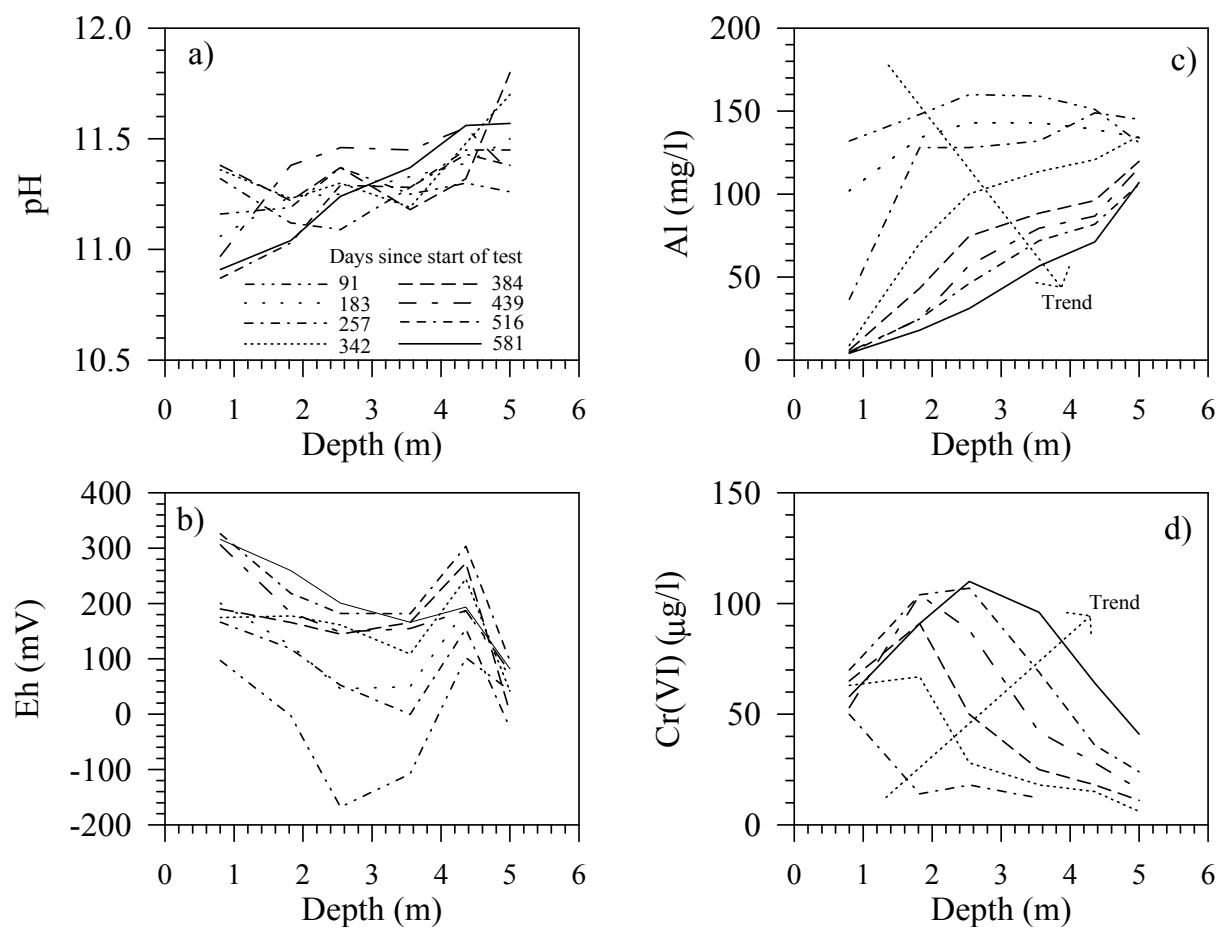 a)
12.0
11.5
11.0
10.5
pH
Days since start of test
91
183
257
342
384
439
516
581
0 1 2 3 4 5 6
Depth (m)
c)
200
150
100
50
0
Al (mg/l)
Trend
0 1 2 3 4 5 6
Depth (m)
b)
400
300
200
100
0
-100
-200
Eh (mV)
0 1 2 3 4 5 6
Depth (m)
d)
150
100
50
0
Cr(VI) (µg/l)
Trend
0 1 2 3 4 5 6
Depth (m)